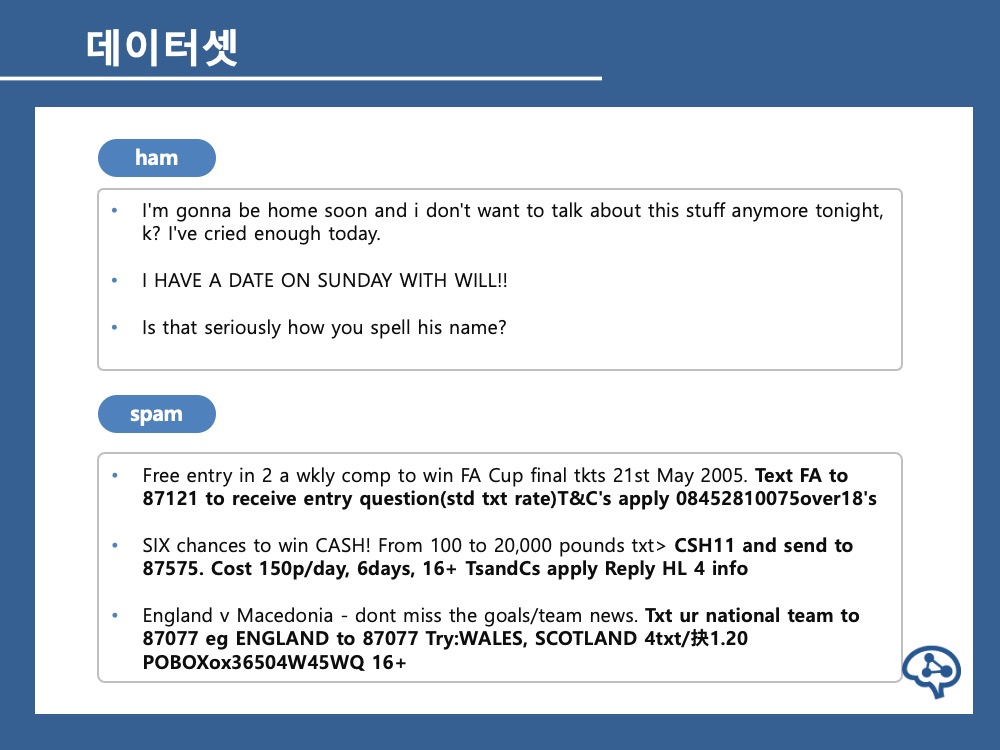 데이터셋
ham
• I'm gonna be home soon and i don't want to talk about this stuff anymore tonight,
k? I've cried enough today.
• I HAVE A DATE ON SUNDAY WITH WILL!!
• Is that seriously how you spell his name?
spam
• Free entry in 2 a wkly comp to win FA Cup final tkts 21st May 2005. Text FA to
87121 to receive entry question(std txt rate)T&C's apply 08452810075over18's
• SIX chances to win CASH! From 100 to 20,000 pounds txt> CSH11 and send to
87575. Cost 150p/day, 6days, 16+ TsandCs apply Reply HL 4 info
• England v Macedonia - dont miss the goals/team news. Txt ur national team to
87077 eg ENGLAND to 87077 Try:WALES, SCOTLAND 4txt/抉1.20
POBOXox36504W45WQ 16+